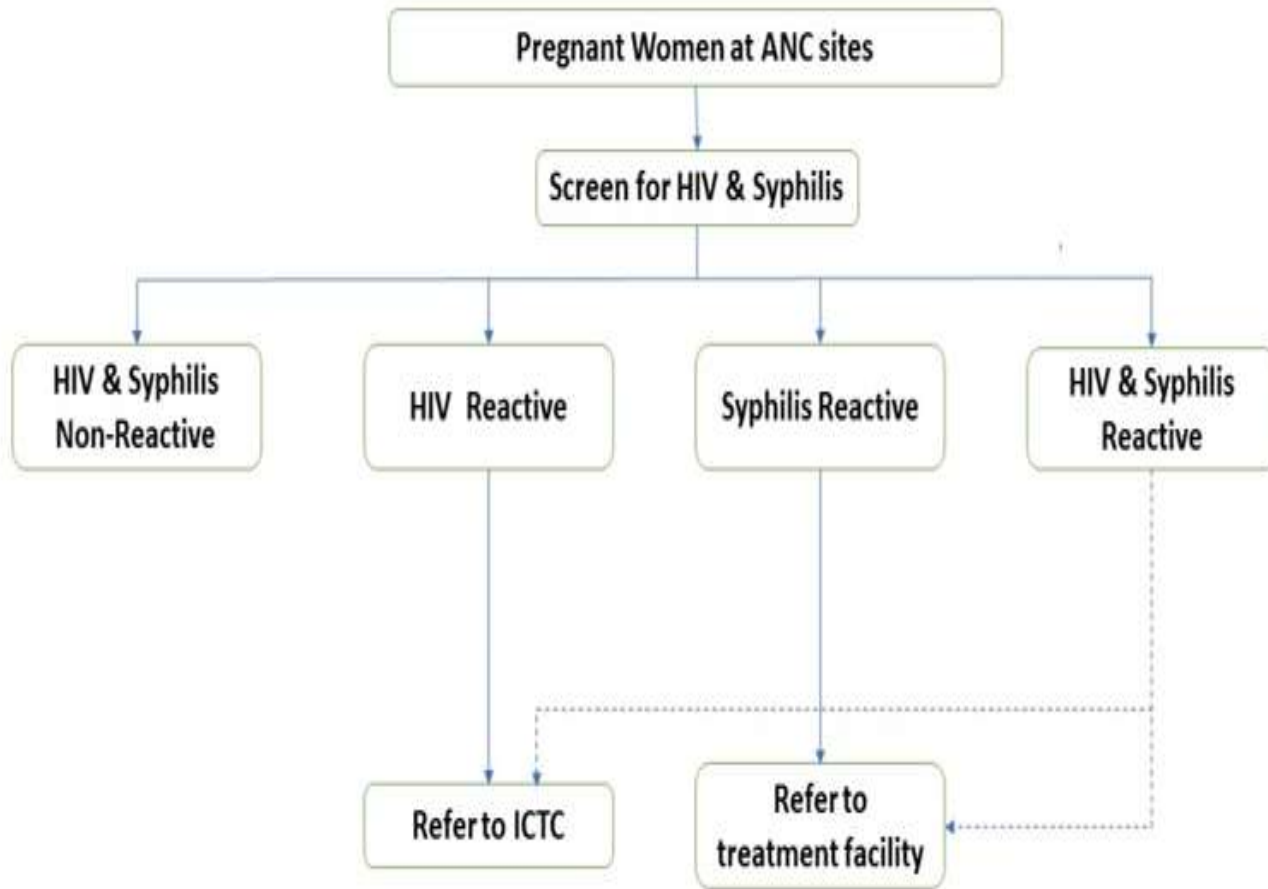 Pregnant Women at ANC sites
Screen for HIV & Syphilis
HIV & Syphilis
Non-Reactive
HIV Reactive
Syphilis Reactive
HIV & Syphilis
Reactive
Refer to ICTC
Refer to
treatment facility